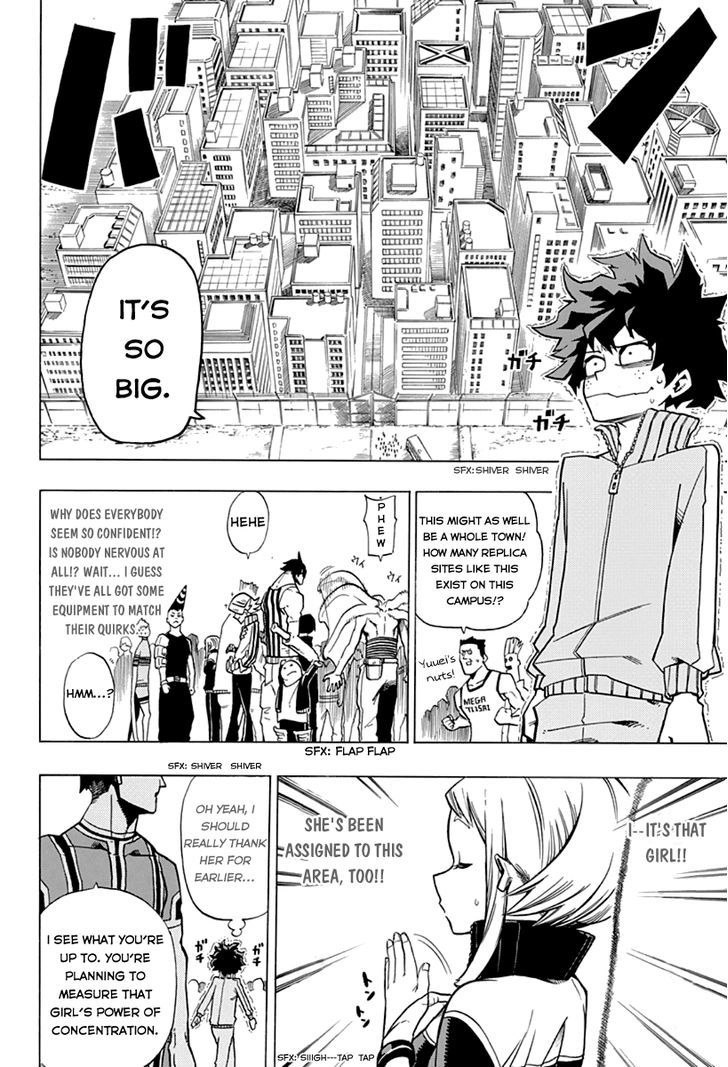 バン
IT'S
SO
BIG.
ガチ
ガチ
SFX: SHIVER SHIVER
THIS MIGHT AS WELL
BE A WHOLE TOWN!
HOW MANY REPLICA
SITES LIKE THIS
EXIST ON THIS
CAMPUS!?
Yuuei's
nuts!
MEGA
PHEW
HEHE
WHY DOES EVERYBODY
SEEM SO CONFIDENT!?
IS NOBODY NERVOUS AT
ALL!? WAIT... I GUESS
THEY'VE ALL GOT SOME
EQUIPMENT TO MATCH
THEIR QUIRKS.
HMM...?
SFX: FLAP FLAP
SFX: SHIVER SHIVER
I--IT'S THAT
GIRL!!
SHE'S BEEN
ASSIGNED TO THIS
AREA, TOO!!
トントン
SFX: SIIIGH---TAP TAP
OH YEAH, I
SHOULD
REALLY THANK
HER FOR
EARLIER...
ガチ
ガチ
I SEE WHAT YOU'RE
UP TO. YOU'RE
PLANNING TO
MEASURE THAT
GIRL'S POWER OF
CONCENTRATION.